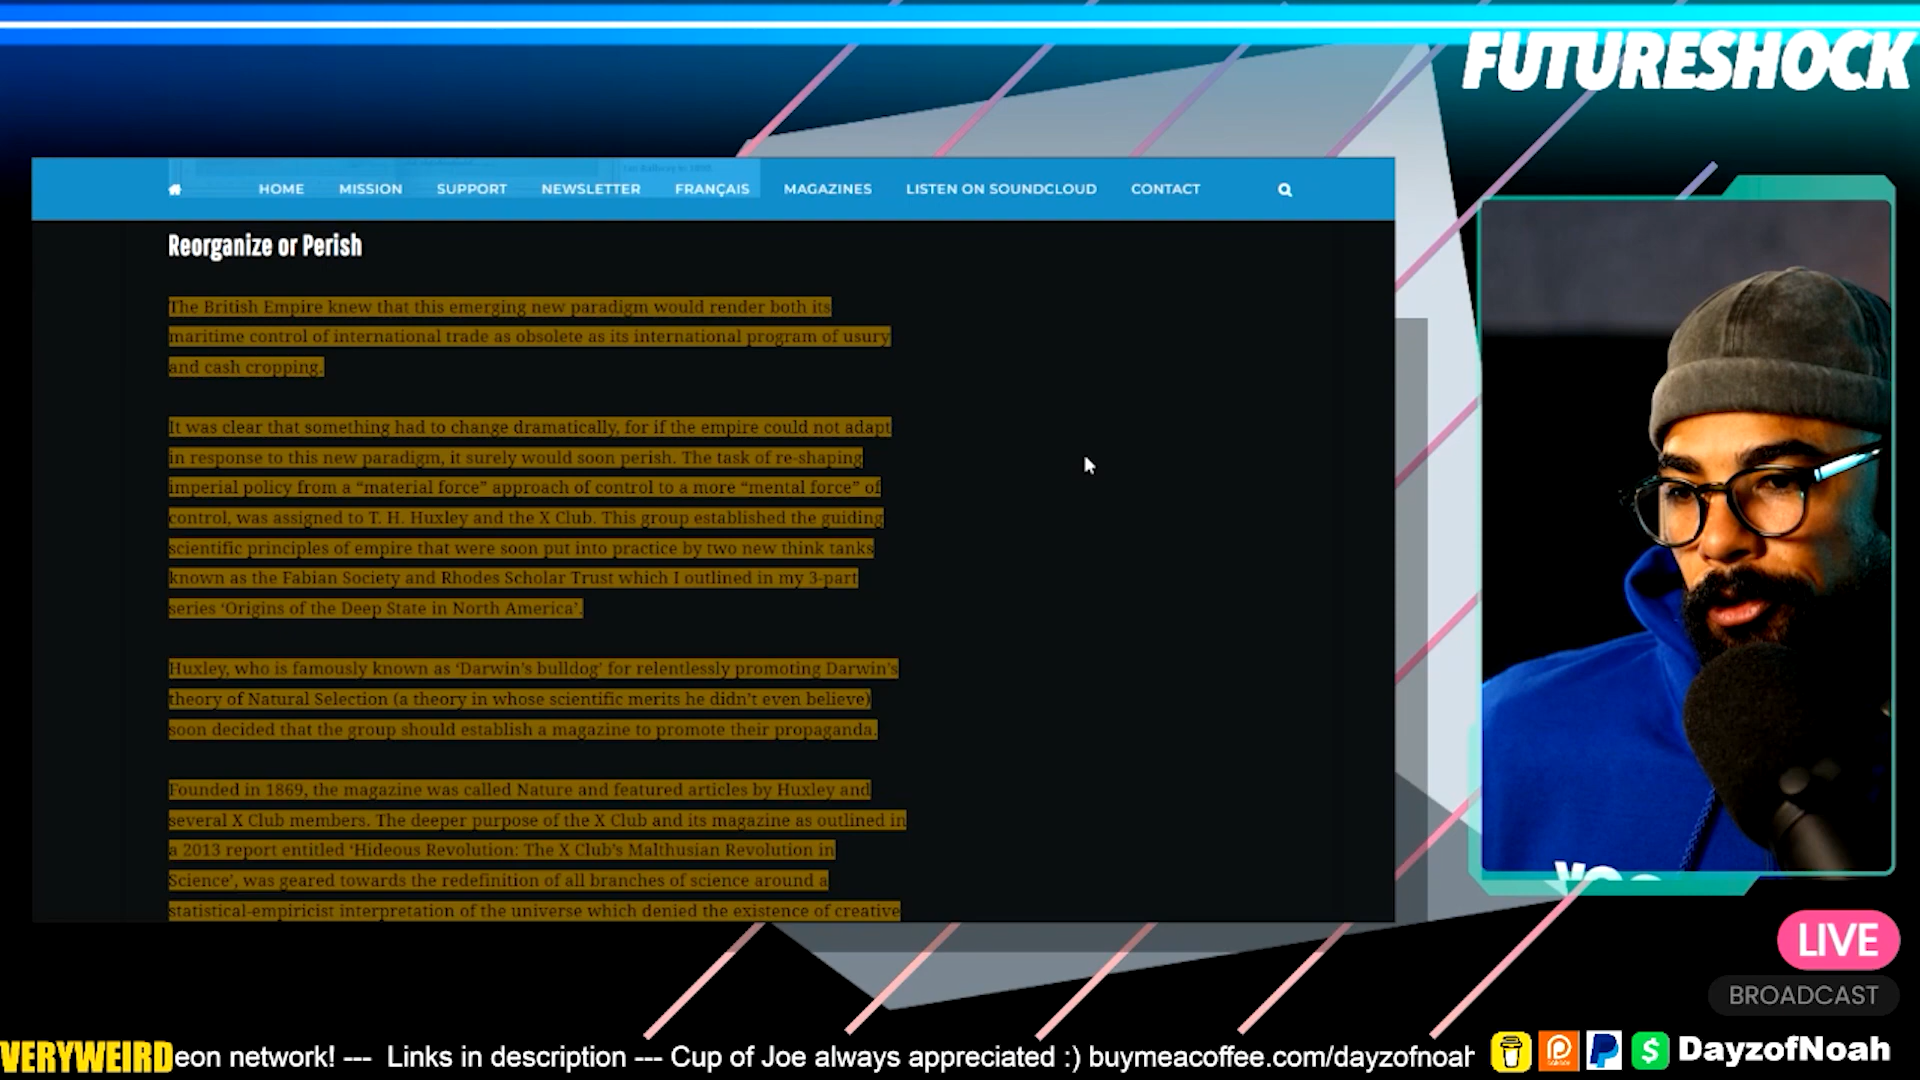 FUTURESHOCK
HOME MISSION SUPPORT NEWSLETTER FRANÇAIS MAGAZINES LISTEN ON SOUNDCLOUD CONTACT
Reorganize or Perish
The British Empire knew that this emerging new paradigm would render both its
maritime control of international trade as obsolete as its international program of usury
and cash cropping.
It was clear that something had to change dramatically, for if the empire could not adapt
in response to this new paradigm, it surely would soon perish. The task of re-shaping
imperial policy from a “material force” approach of control to a more “mental force” of
control, was assigned to T. H. Huxley and the X Club. This group established the guiding
scientific principles of empire that were soon put into practice by two new think tanks
known as the Fabian Society and Rhodes Scholar Trust which I outlined in my 3-part
series ‘Origins of the Deep State in North America’.
Huxley, who is famously known as ‘Darwin’s bulldog’ for relentlessly promoting Darwin’s
theory of Natural Selection (a theory in whose scientific merits he didn’t even believe)
soon decided that the group should establish a magazine to promote their propaganda.
Founded in 1869, the magazine was called Nature and featured articles by Huxley and
several X Club members. The deeper purpose of the X Club and its magazine as outlined in
a 2013 report entitled ‘Hideous Revolution: The X Club’s Malthusian Revolution in
Science’, was geared towards the redefinition of all branches of science around a
statistical-empiricist interpretation of the universe which denied the existence of creative
LIVE
BROADCAST
VERYWEIRD eon network! --- Links in description --- Cup of Joe always appreciated :) buymeacoffee.com/dayzofnoah
DayzofNoah